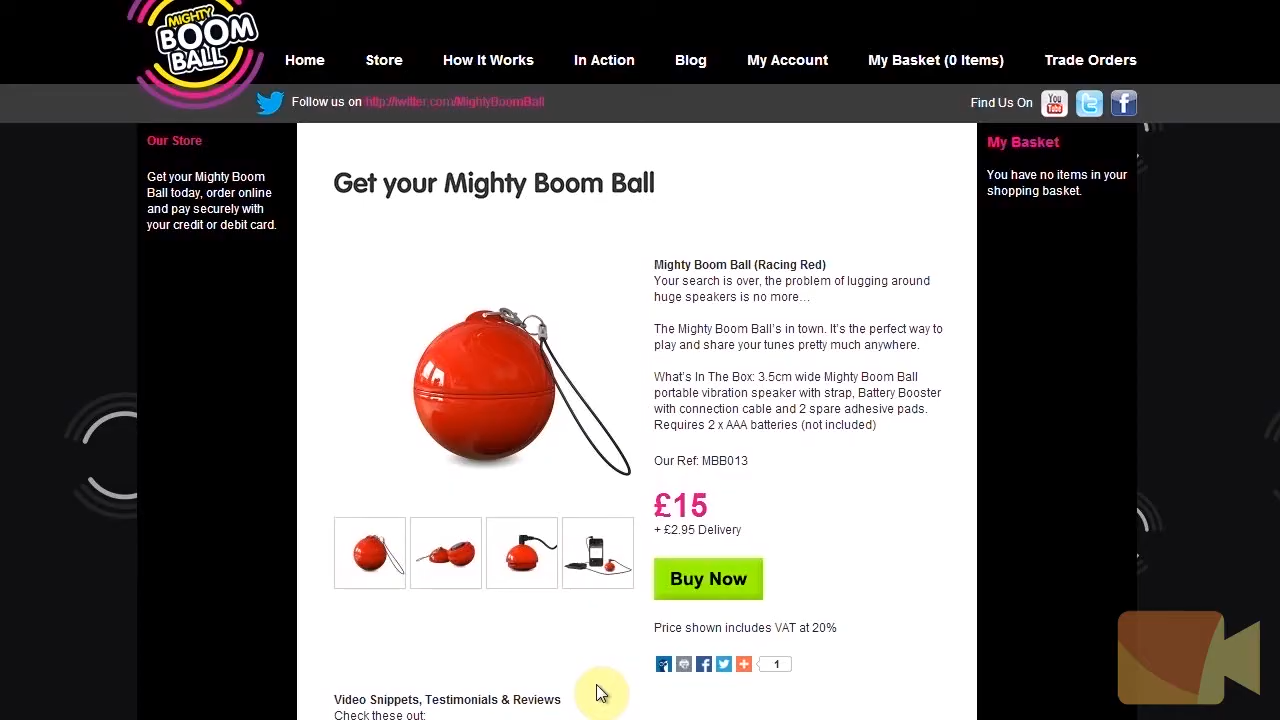 MIGHTY
BOOM
BALL
Home
Store
How It Works
In Action
Blog
My Account
My Basket (0 Items)
Trade Orders
Follow us on http://twitter.com/MightyBoomBall
Find Us On
You
Tube
Our Store
Get your Mighty Boom
Ball today, order online
and pay securely with
your credit or debit card.
Get your Mighty Boom Ball
Mighty Boom Ball (Racing Red)
Your search is over, the problem of lugging around
huge speakers is no more…
The Mighty Boom Ball's in town. It's the perfect way to
play and share your tunes pretty much anywhere.
What's In The Box: 3.5cm wide Mighty Boom Ball
portable vibration speaker with strap, Battery Booster
with connection cable and 2 spare adhesive pads.
Requires 2 x AAA batteries (not included)
Our Ref: MBB013
£15
+ £2.95 Delivery
Buy Now
Price shown includes VAT at 20%
1
Video Snippets, Testimonials & Reviews
Check these out:
My Basket
You have no items in your
shopping basket.